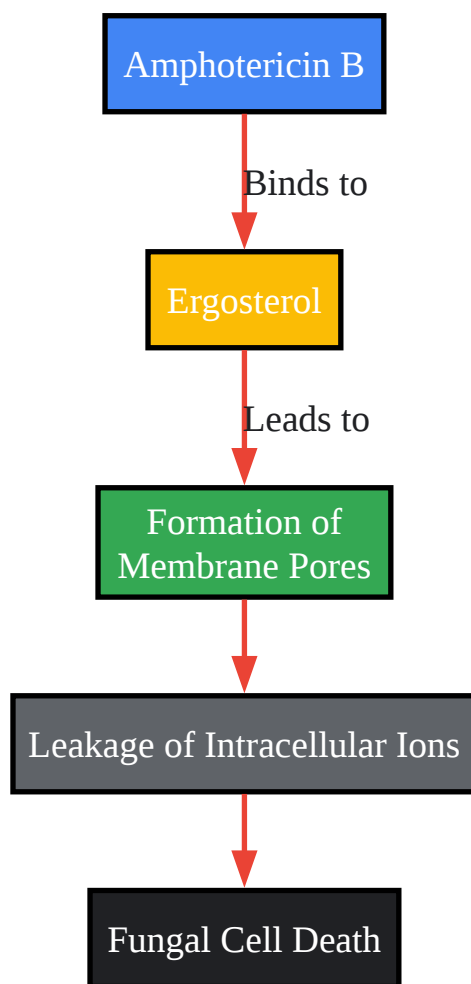 Amphotericin B
Binds to
Ergosterol
Leads to
Formation of
Membrane Pores
Leakage of Intracellular Ions
Fungal Cell Death